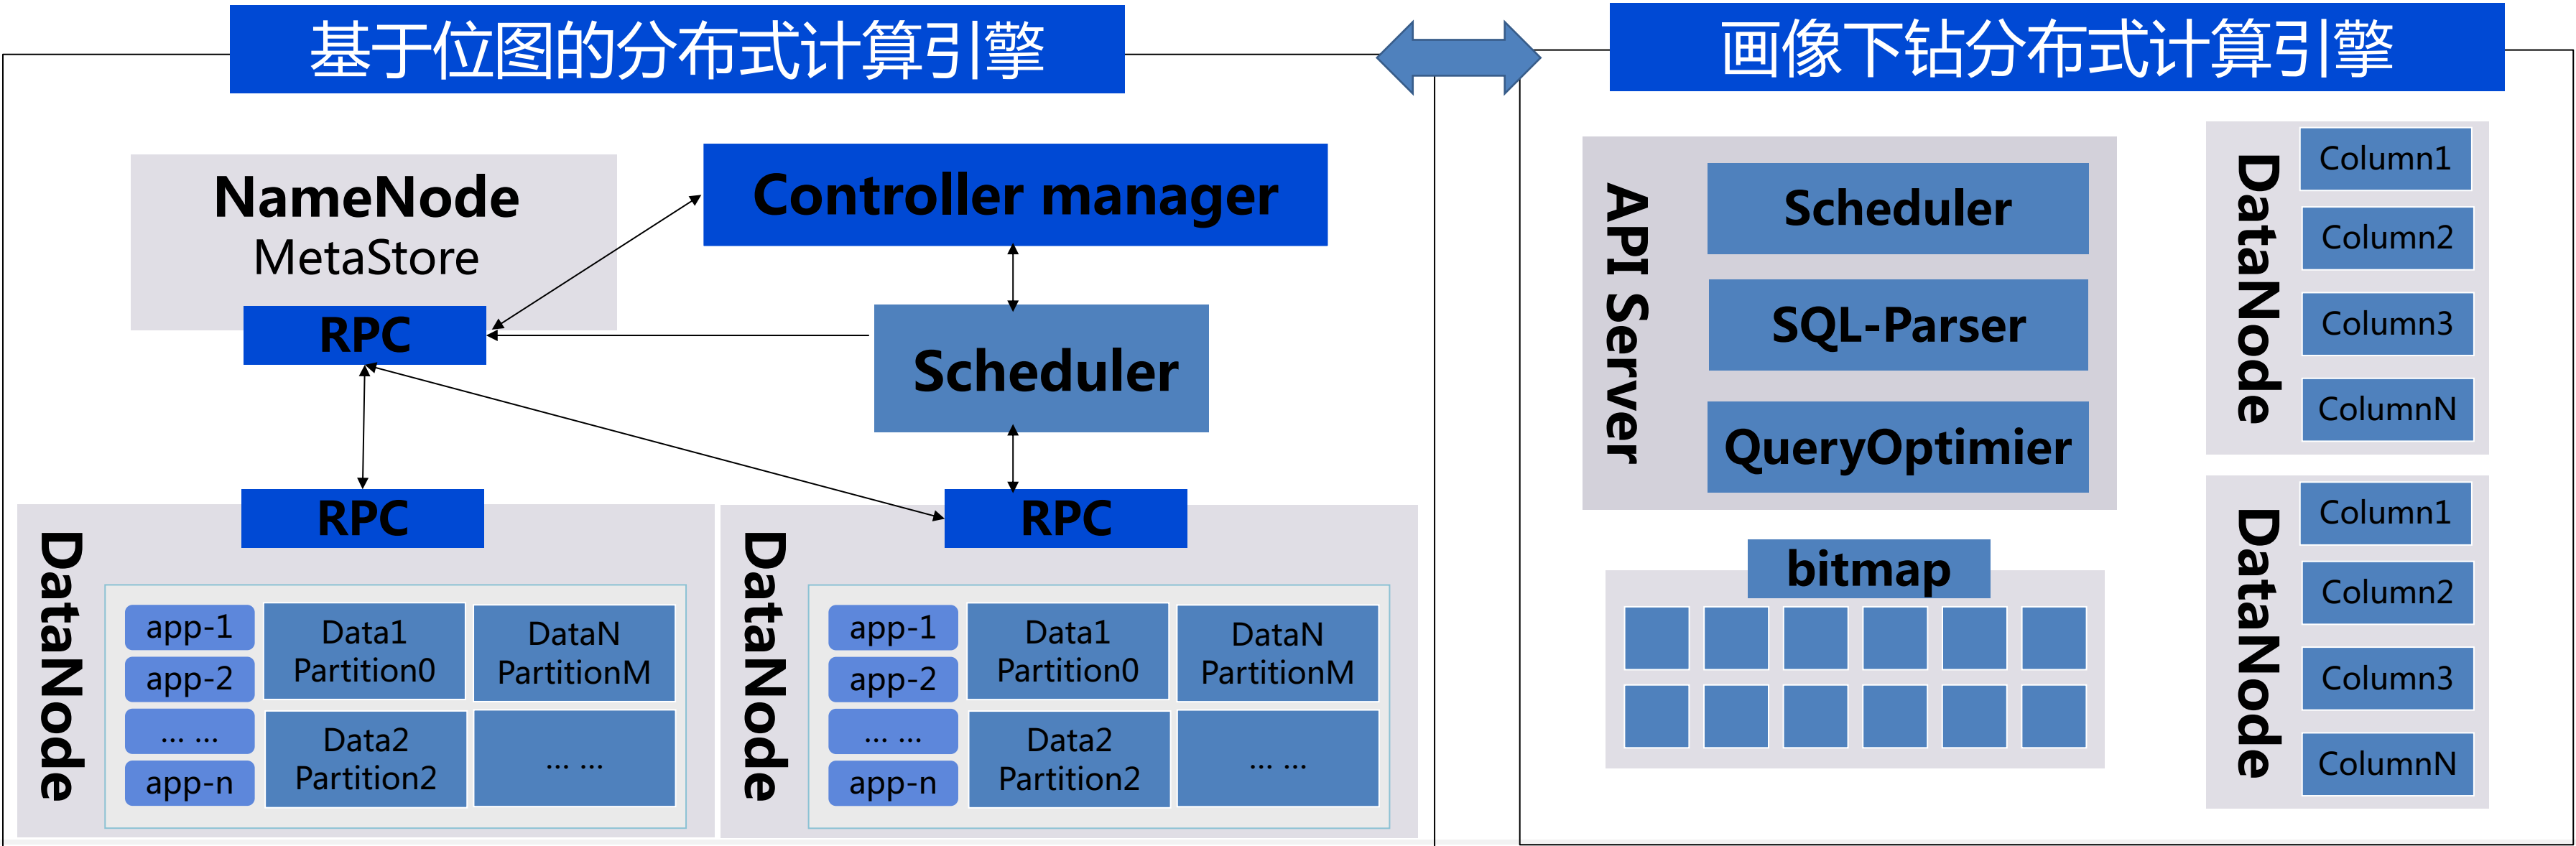 基于位图的分布式计算引擎
NameNode
MetaStore
RPC
Controller manager
Scheduler
DataNode
RPC
app-1
app-2
... ...
app-n
Data1
Partition0
DataN
PartitionM
Data2
Partition2
... ...
DataNode
RPC
app-1
app-2
... ...
app-n
Data1
Partition0
DataN
PartitionM
Data2
Partition2
... ...
画像下钻分布式计算引擎
API Server
Scheduler
SQL-Parser
QueryOptimier
bitmap
DataNode
Column1
Column2
Column3
ColumnN
DataNode
Column1
Column2
Column3
ColumnN